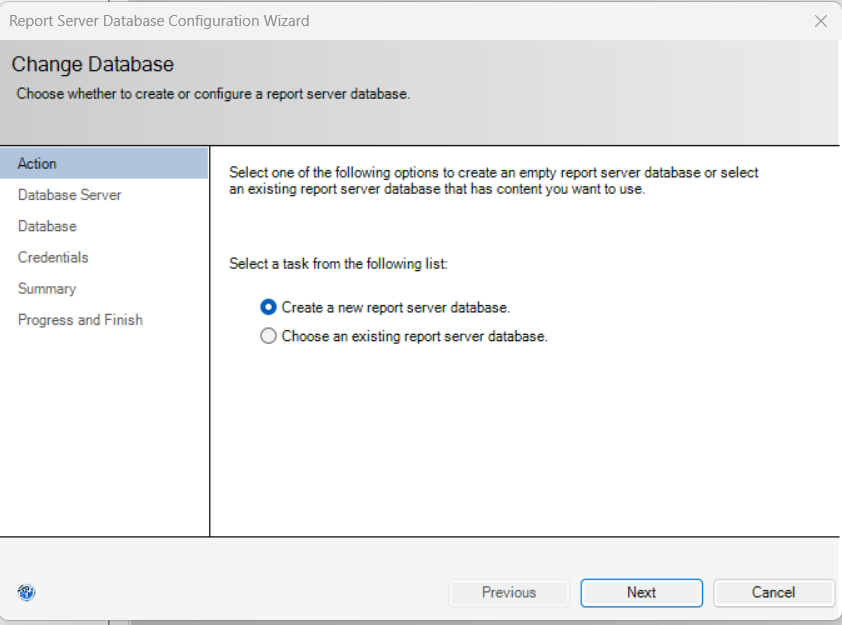 Report Server Database Configuration Wizard
Change Database
Choose whether to create or configure a report server database.
Action
Database Server
Database
Credentials
Summary
Progress and Finish
Select one of the following options to create an empty report server database or select
an existing report server database that has content you want to use.
Select a task from the following list:
Create a new report server database.
Choose an existing report server database.
Previous
Next
Cancel